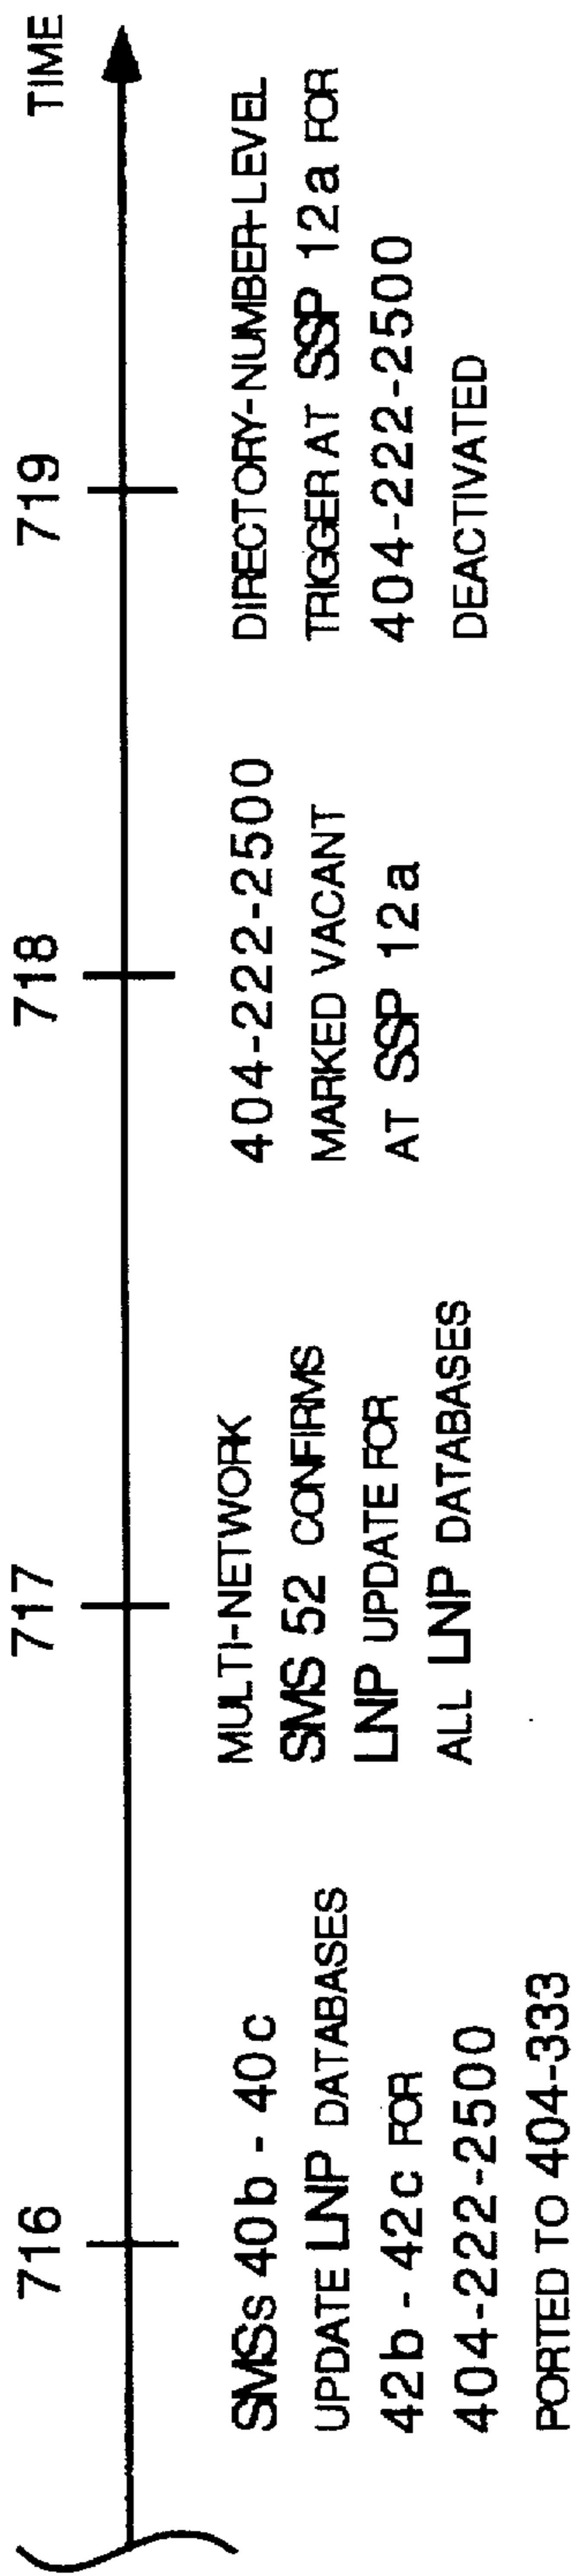 716
SMSs 40b - 40c
UPDATE LNP DATABASES
42b - 42c FOR
404-222-2500
PORTED TO 404-333
717
MULTI-NETWORK
SMS 52 CONFIRMS
LNP UPDATE FOR
ALL LNP DATABASES
718
404-222-2500
MARKED VACANT
AT SSP 12a
719
DIRECTORY-NUMBER-LEVEL
TRIGGER AT SSP 12a FOR
404-222-2500
DEACTIVATED
TIME